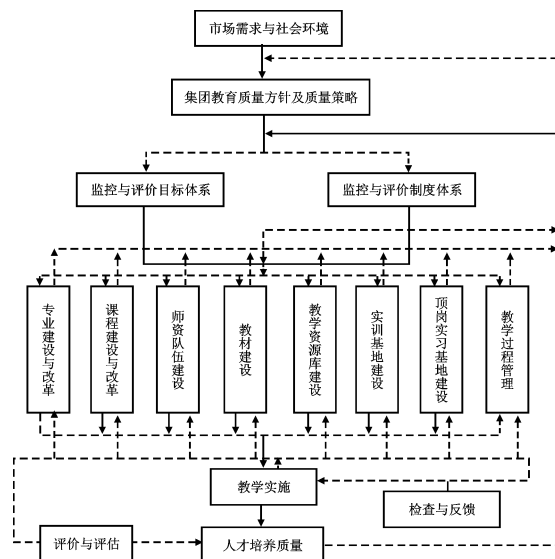 市场需求与社会环境
集团教育质量方针及质量策略
监控与评价目标体系
监控与评价制度体系
专业建设与改革
课程建设与改革
师资队伍建设
教材建设
教学资源库建设
实训基地建设
顶岗实习基地建设
教学过程管理
教学实施
检查与反馈
评价与评估
人才培养质量